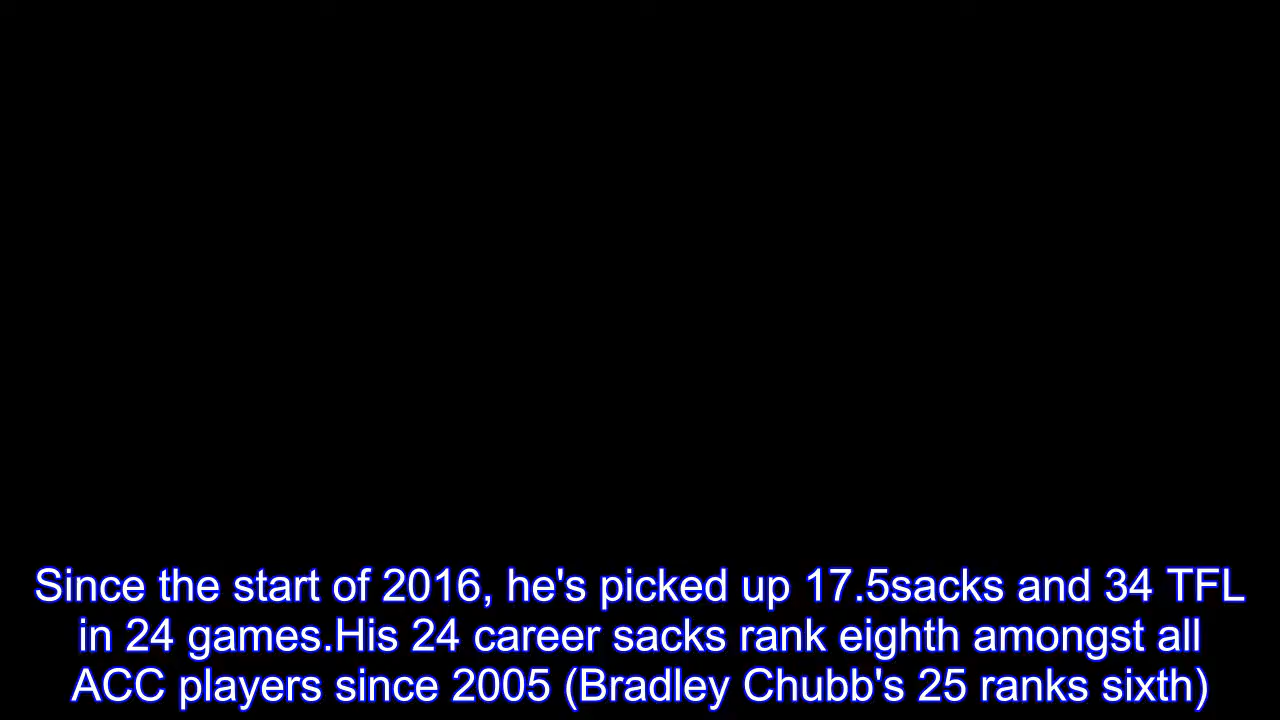 Since the start of 2016, he's picked up 17.5sacks and 34 TFL
in 24 games.His 24 career sacks rank eighth amongst all
ACC players since 2005 (Bradley Chubb's 25 ranks sixth)